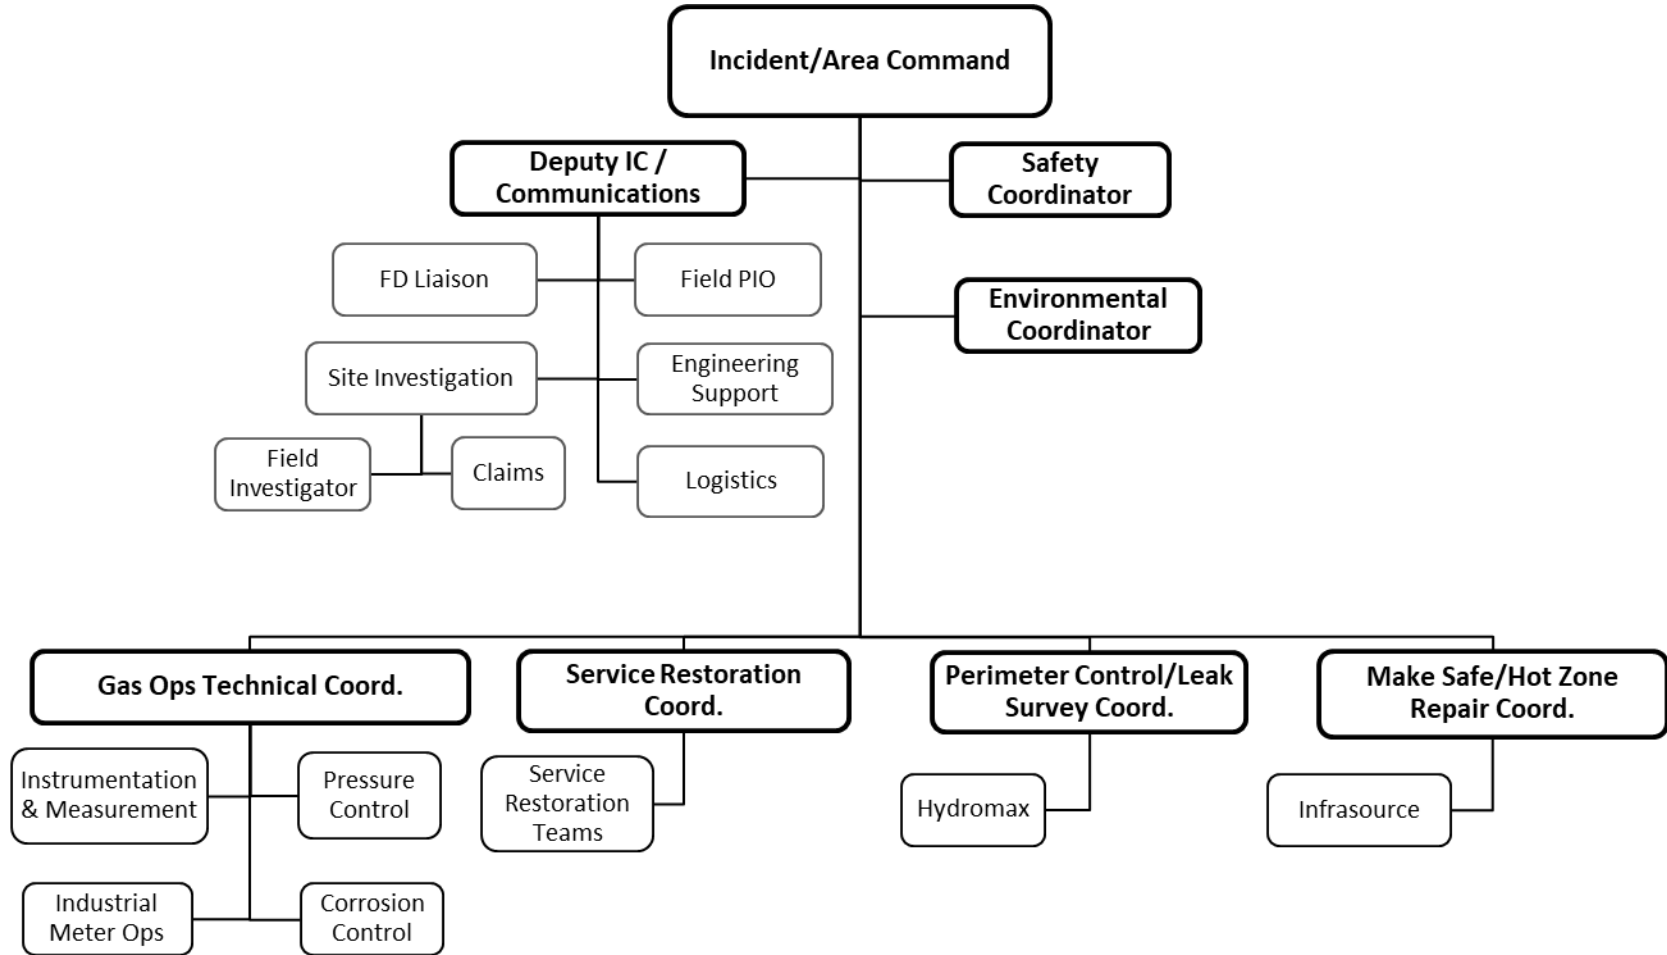 Incident/Area Command
Deputy IC /
Communications
Safety
Coordinator
FD Liaison
Field PIO
Environmental
Coordinator
Site Investigation
Engineering
Support
Field
Investigator
Claims
Logistics
Gas Ops Technical Coord.
Service Restoration
Coord.
Perimeter Control/Leak
Survey Coord.
Make Safe/Hot Zone
Repair Coord.
Instrumentation
& Measurement
Pressure
Control
Service
Restoration
Teams
Hydromax
Infrasource
Industrial
Meter Ops
Corrosion
Control